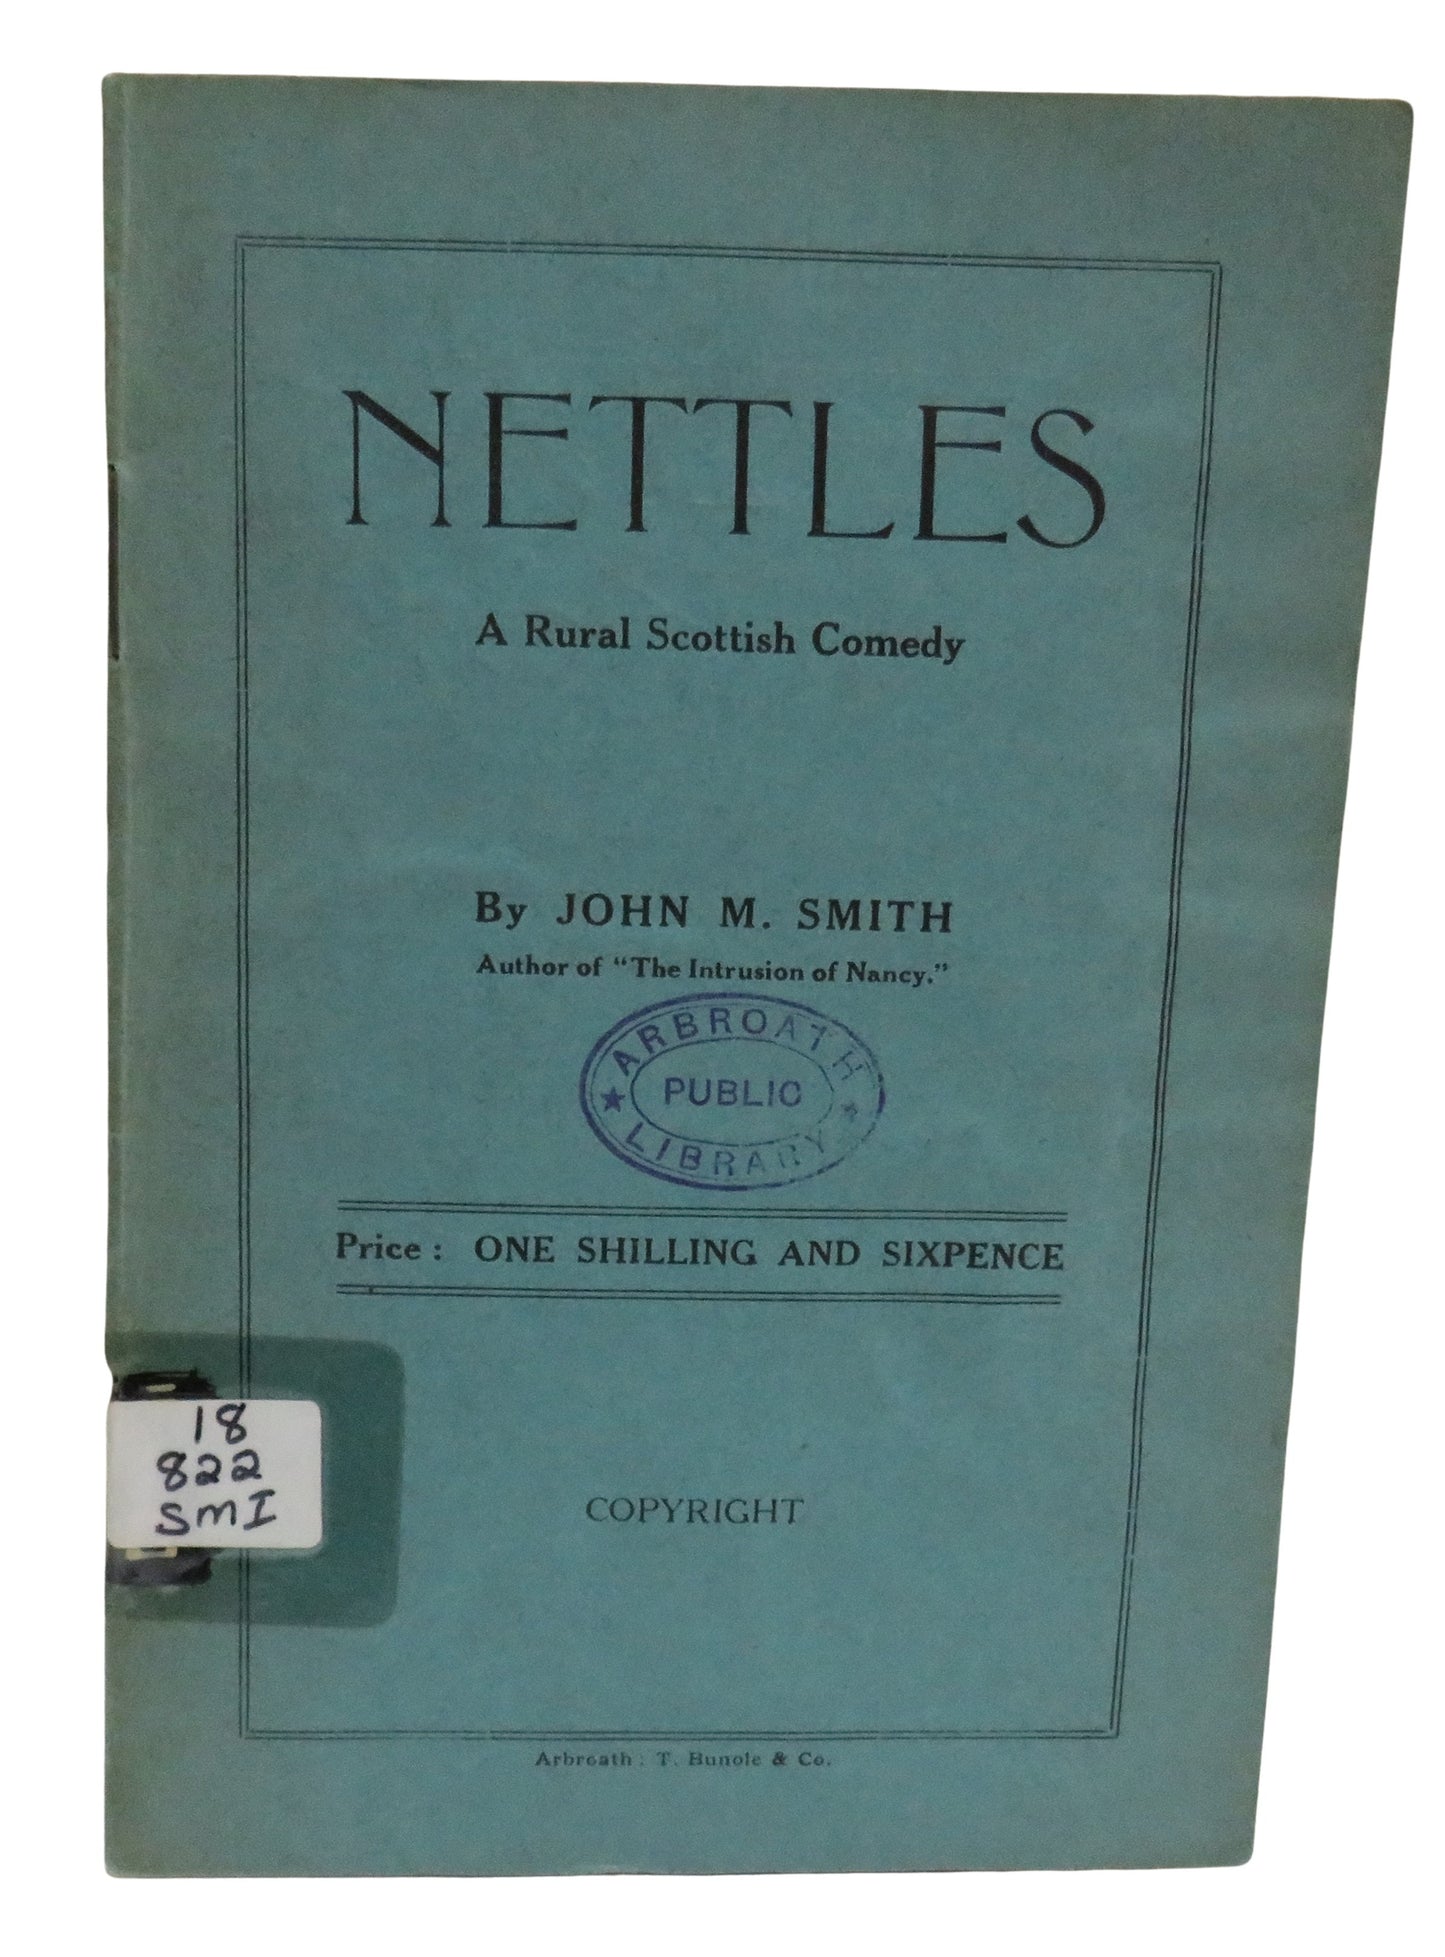 NETTLES
A Rural Scottish Comedy
By JOHN M. SMITH
Author of "The Intrusion of Nancy."
ARBROATH
PUBLIC
LIBRARY
Price : ONE SHILLING AND SIXPENCE
18
822
SMI
COPYRIGHT
Arbroath : T. Buncle & Co.